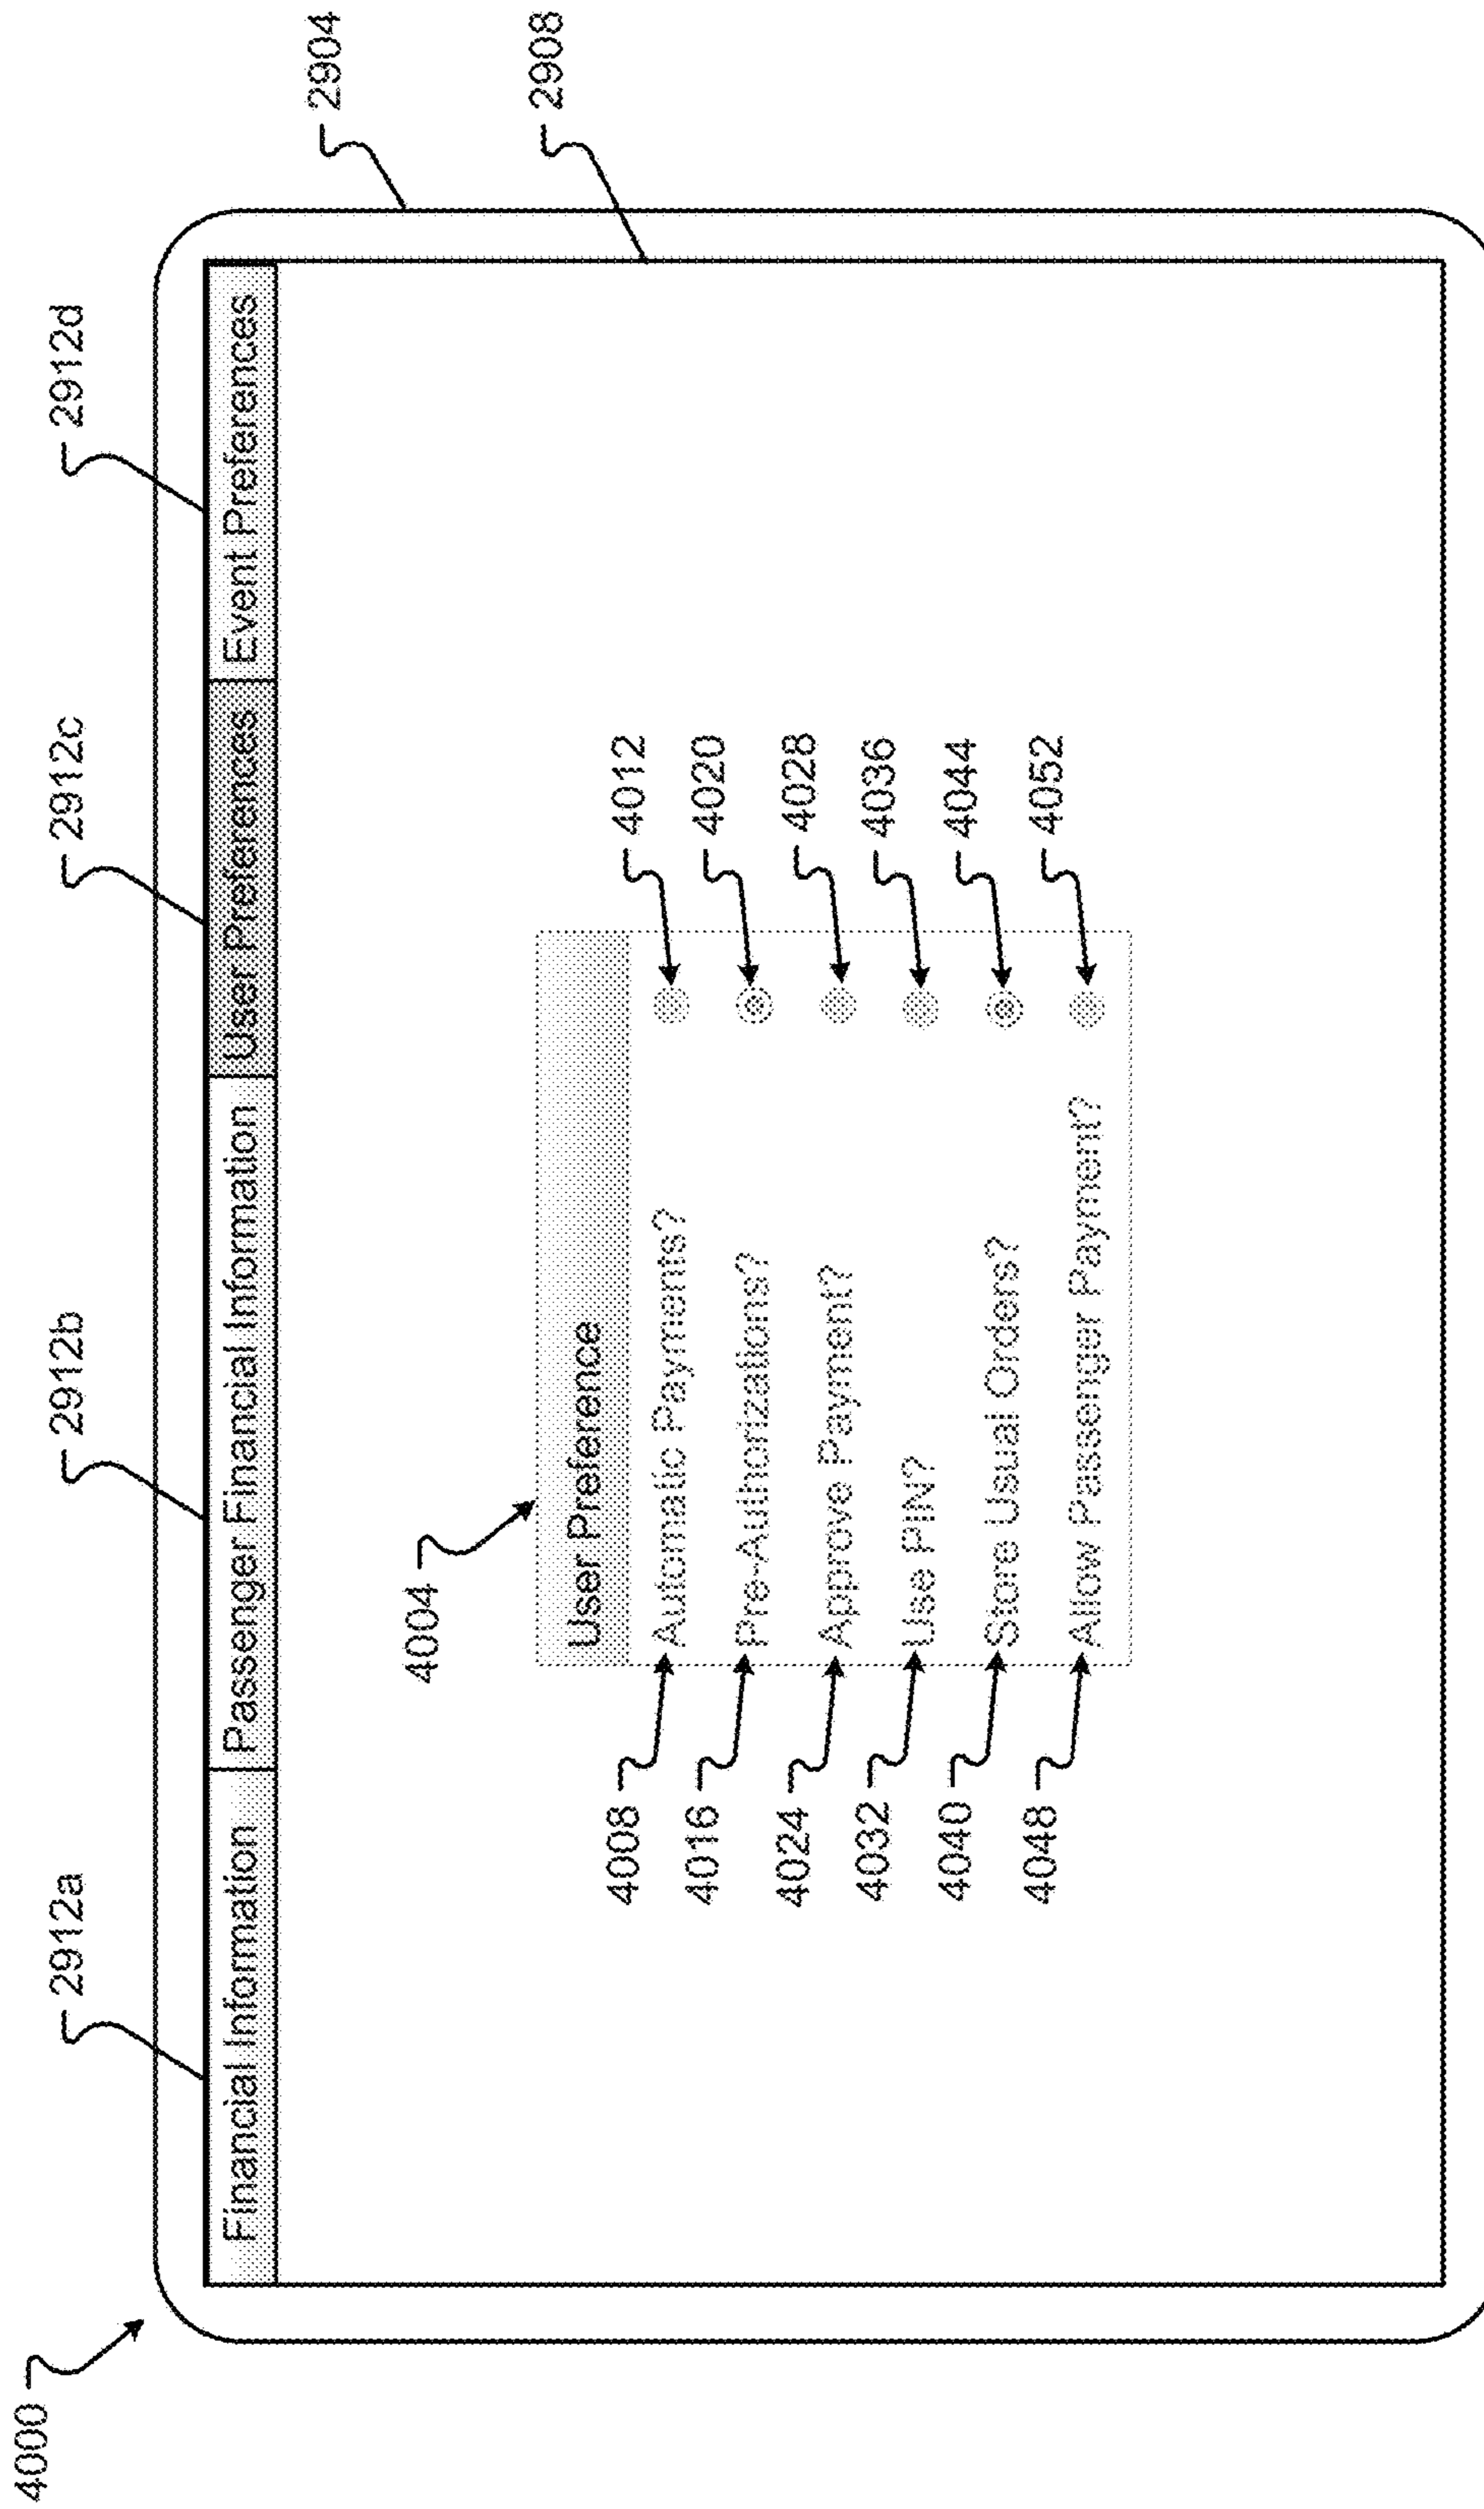 4000
2912a
2912b
2912c
2912d
2904
2908
Financial Information
Passenger Financial Information
User Preferences
Event Preferences
4004
User Preference
4008
Automatic Payments?
4012
4016
Pre-Authorizations?
4020
4024
Approve Payment?
4028
4032
Use PIN?
4036
4040
Store Usual Orders?
4044
4048
Allow Passenger Payment?
4052